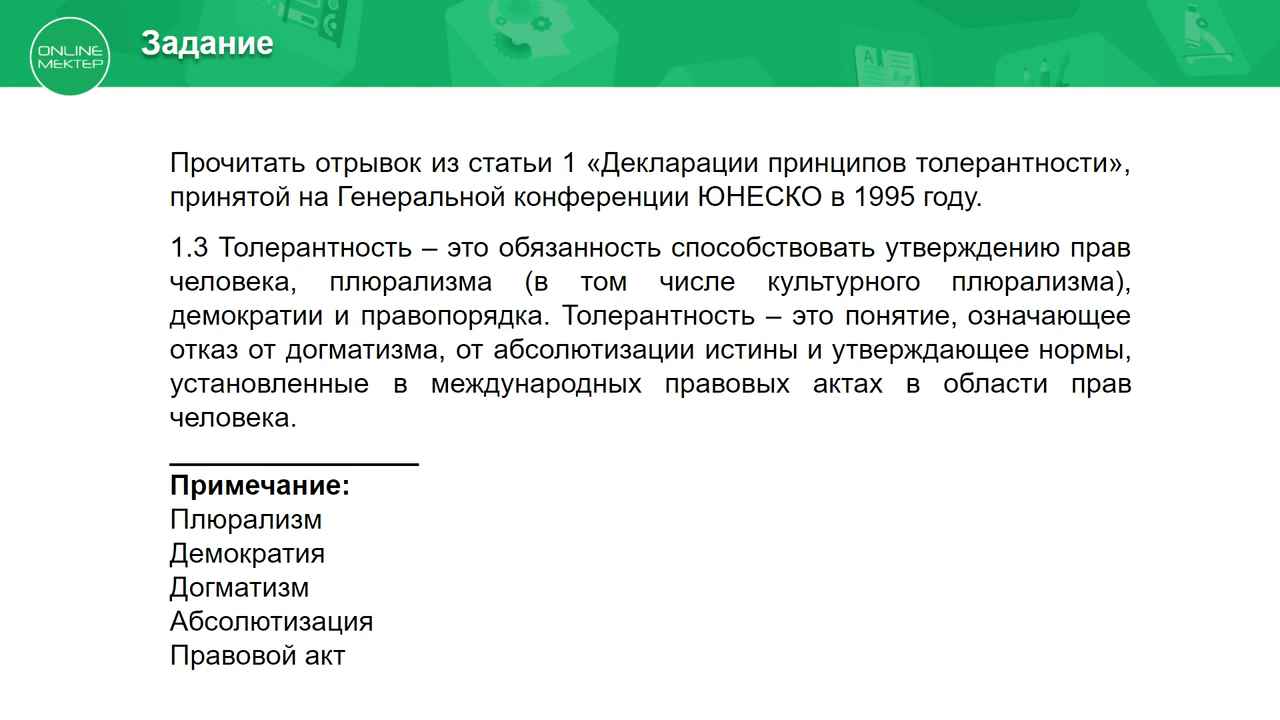 ONLINE
МЕКТЕР
Задание
Прочитать отрывок из статьи 1 «Декларации принципов толерантности»,
принятой на Генеральной конференции ЮНЕСКО в 1995 году.
1.3 Толерантность – это обязанность способствовать утверждению прав
человека, плюрализма (в том числе культурного плюрализма),
демократии и правопорядка. Толерантность – это понятие, означающее
отказ от догматизма, от абсолютизации истины и утверждающее нормы,
установленные в международных правовых актах в области прав
человека.
Примечание:
Плюрализм
Демократия
Догматизм
Абсолютизация
Правовой акт